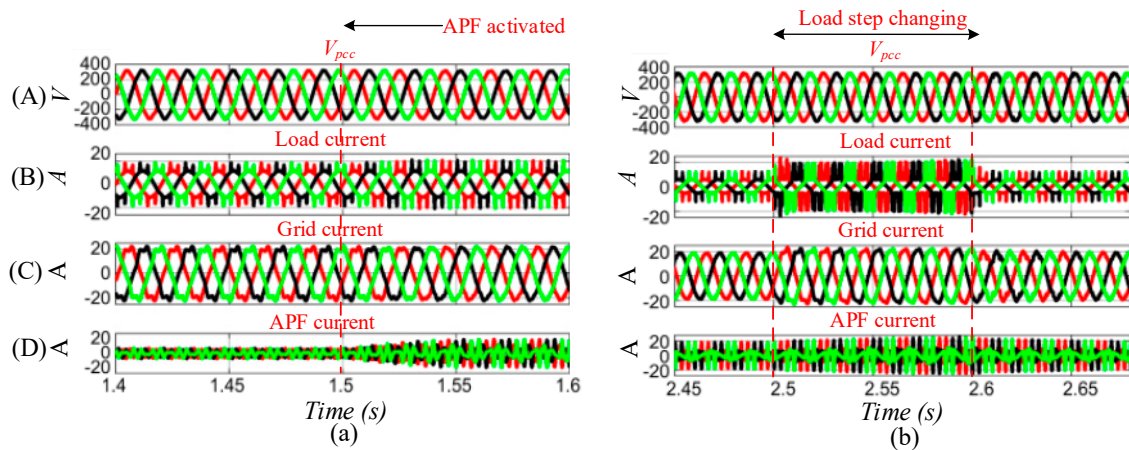 APF activated
V_pcc
(A)
V
400
200
0
-200
-400
Load current
(B)
A
20
0
-20
Grid current
(C)
A
20
0
-20
APF current
(D)
A
20
0
-20
1.4
1.45
1.5
1.55
1.6
Time (s)
(a)
Load step changing
V_pcc
V
400
200
0
-200
-400
Load current
A
20
0
-20
Grid current
A
20
0
-20
APF current
A
20
0
-20
2.45
2.5
2.55
2.6
2.65
Time (s)
(b)